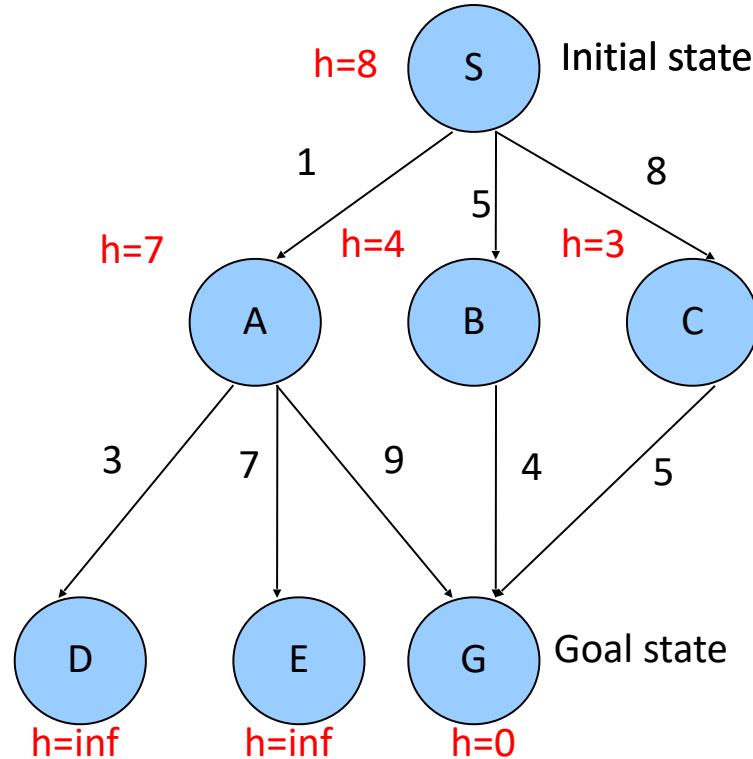 S
Initial state
h=8
1
5
8
h=7
h=4
h=3
A
B
C
3
7
9
4
5
D
E
G
Goal state
h=inf
h=inf
h=0